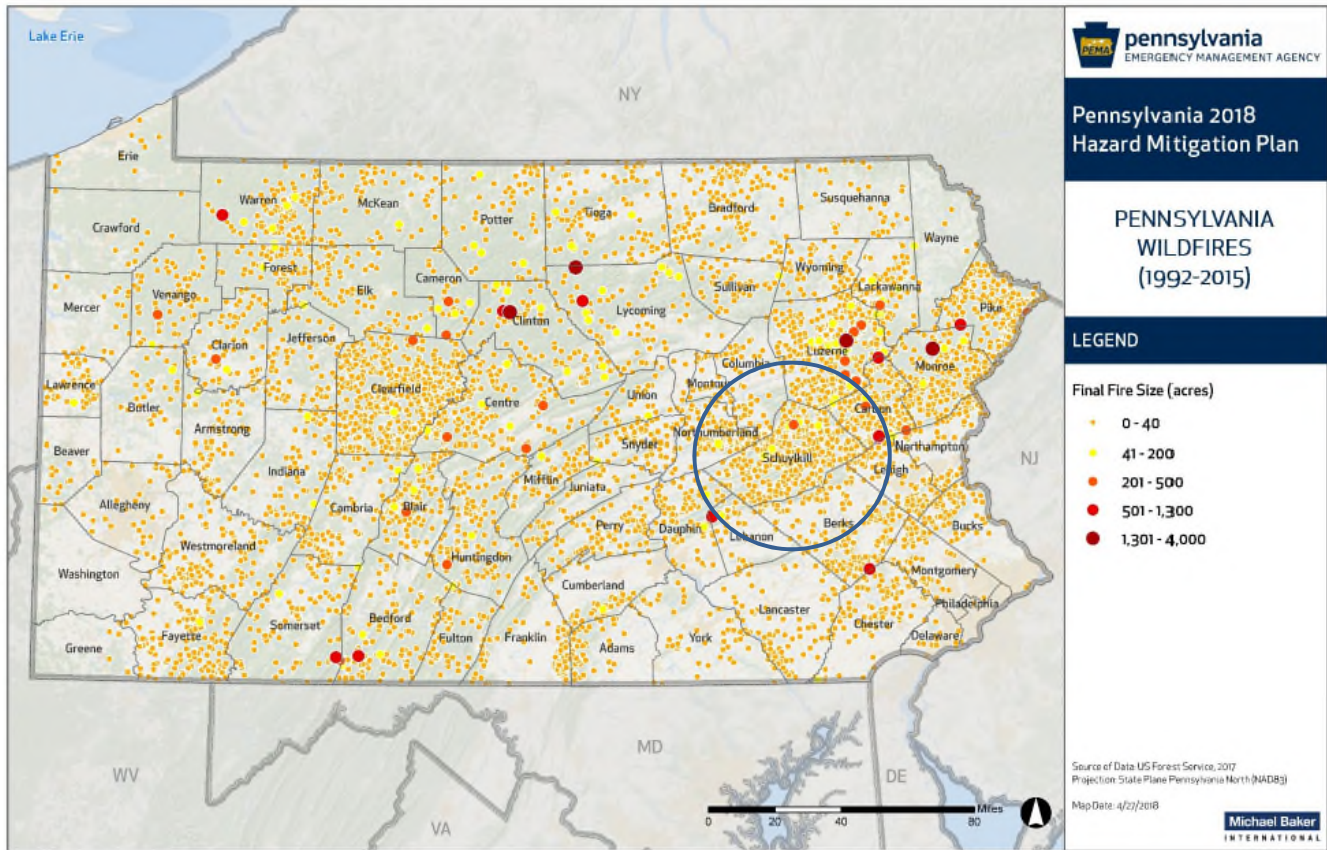 Lake Erie
NY
Erie
Warren
McKean
Potter
Tioga
Bradford
Susquehanna
Crawford
Wayne
Forest
Cameron
Wyoming
Lackawanna
Mercer
Venango
Elk
Sullivan
Pike
Clinton
Lycoming
Jefferson
Clarion
Luzerne
Monroe
Columbia
Lawrence
Clearfield
Montour
Butler
Centre
Union
Carbon
Armstrong
Northumberland
Northampton
Beaver
Snyder
Schuylkill
NJ
Indiana
Lehigh
Mifflin
Juniata
Allegheny
Cambria
Blair
Perry
Dauphin
Berks
Bucks
Lebanon
Westmoreland
Huntingdon
Montgomery
Washington
Cumberland
Philadelphia
Lancaster
Bedford
Somerset
Chester
Fayette
Fulton
Franklin
York
Delaware
Greene
Adams
MD
WV
DE
VA
Miles
0 20 40 80
PEMA
pennsylvania
EMERGENCY MANAGEMENT AGENCY
Pennsylvania 2018
Hazard Mitigation Plan
PENNSYLVANIA
WILDFIRES
(1992-2015)
LEGEND
Final Fire Size (acres)
0 - 40
41 - 200
201 - 500
501 - 1,300
1,301 - 4,000
Source of Data: US Forest Service, 2017
Projection: State Plane Pennsylvania North (NAD83)
Map Date: 4/27/2018
Michael Baker
INTERNATIONAL